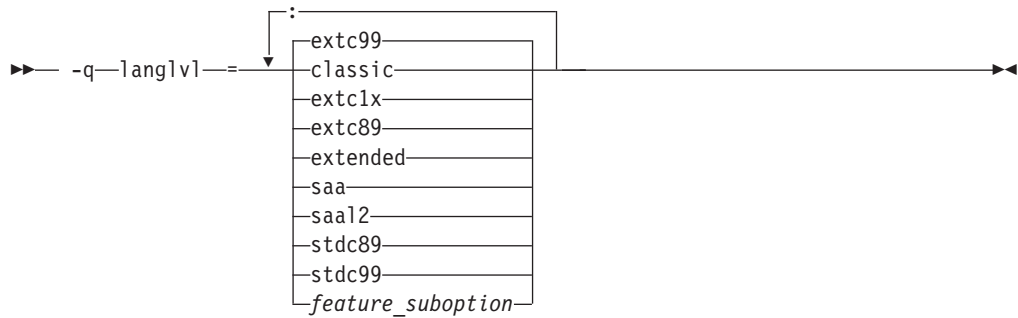 :
extc99
-q langlvl = classic
extc1x
extc89
extended
saa
saal2
stdc89
stdc99
feature_suboption